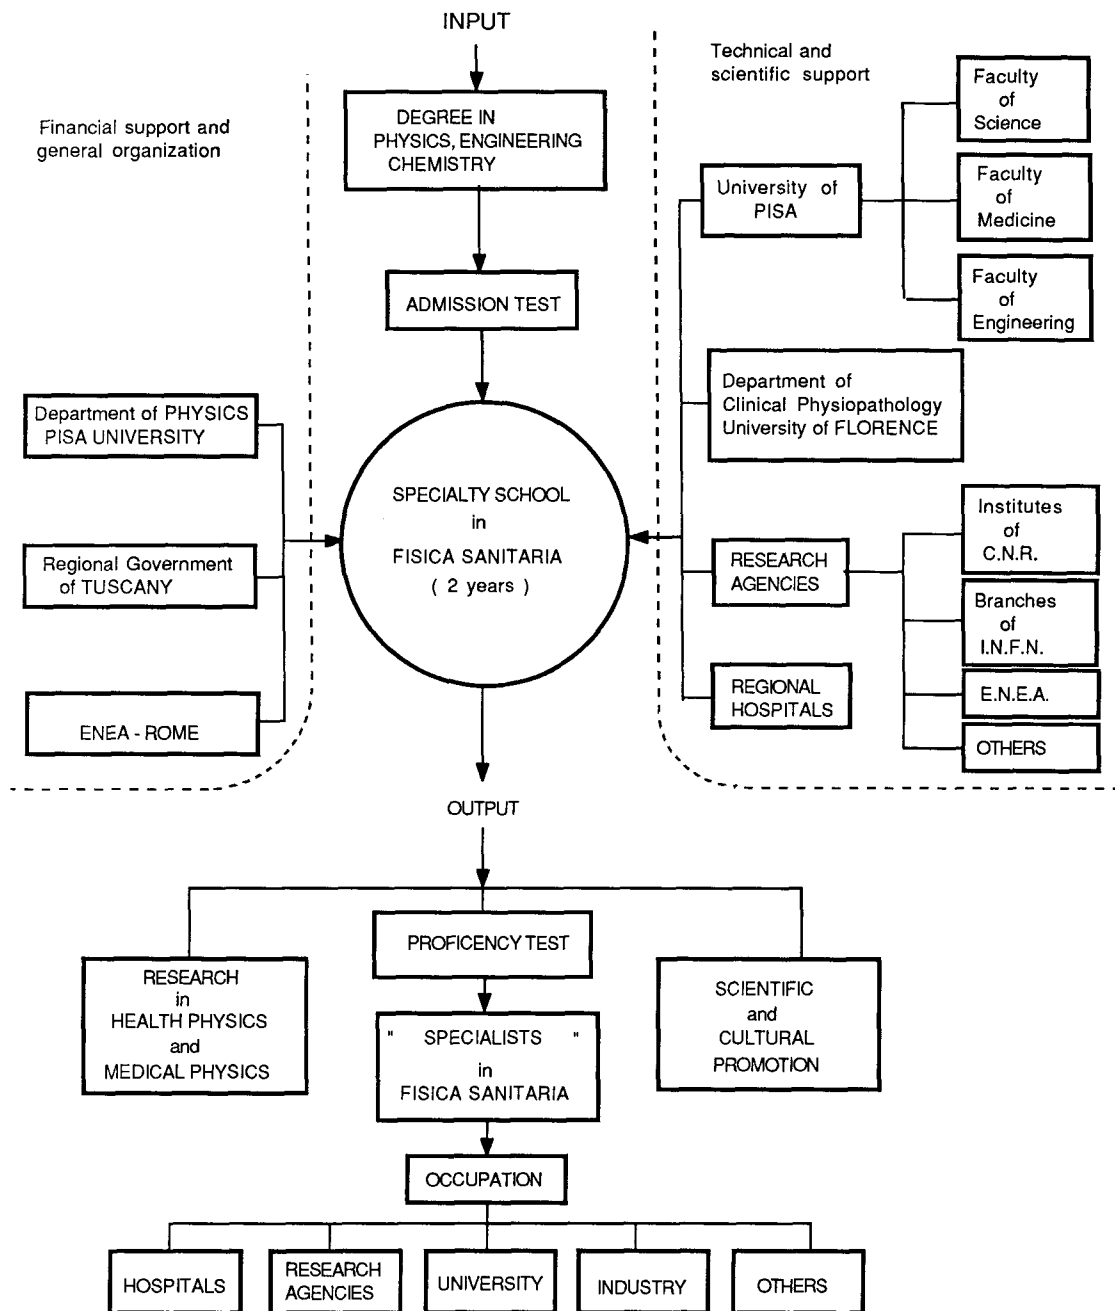 INPUT
DEGREE IN
PHYSICS, ENGINEERING
CHEMISTRY
ADMISSION TEST
Financial support and
general organization
Department of PHYSICS
PISA UNIVERSITY
Regional Government
of TUSCANY
ENEA - ROME
SPECIALTY SCHOOL
in
FISICA SANITARIA
( 2 years )
Technical and
scientific support
University of
PISA
Faculty
of
Science
Faculty
of
Medicine
Faculty
of
Engineering
Department of
Clinical Physiopathology
University of FLORENCE
RESEARCH
AGENCIES
Institutes
of
C.N.R.
Branches
of
I.N.F.N.
E.N.E.A.
OTHERS
REGIONAL
HOSPITALS
OUTPUT
RESEARCH
in
HEALTH PHYSICS
and
MEDICAL PHYSICS
PROFICENCY TEST
" SPECIALISTS "
in
FISICA SANITARIA
SCIENTIFIC
and
CULTURAL
PROMOTION
OCCUPATION
HOSPITALS
RESEARCH
AGENCIES
UNIVERSITY
INDUSTRY
OTHERS